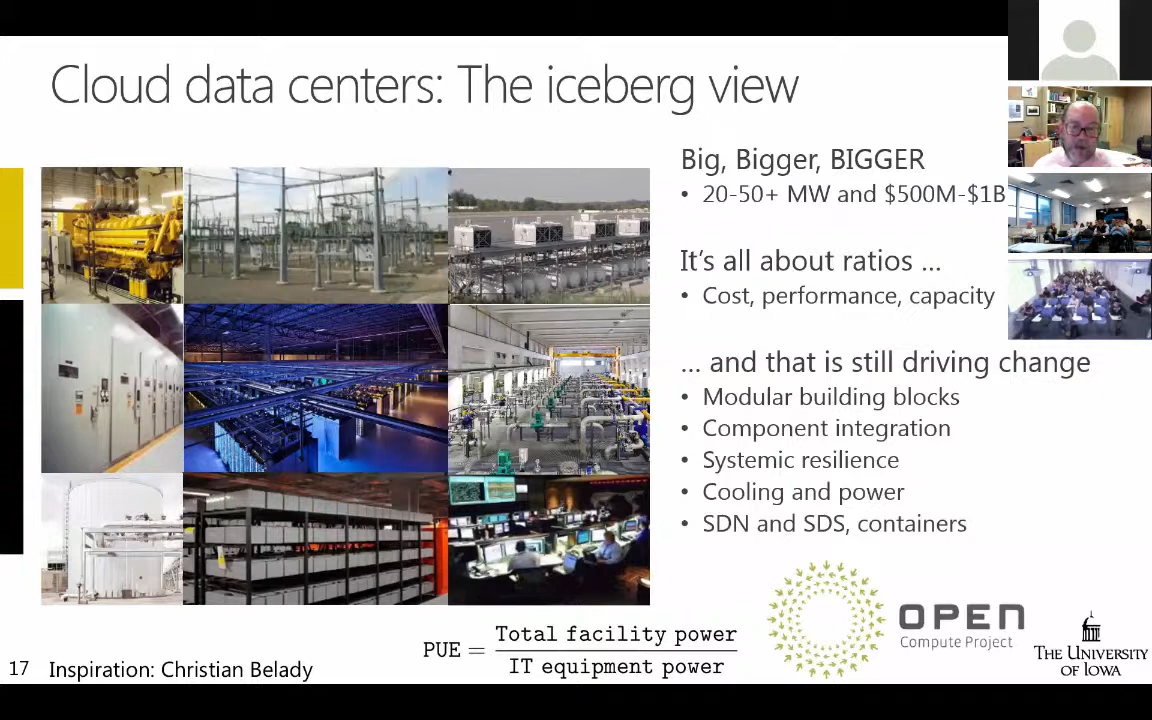 Cloud data centers: The iceberg view
Big, Bigger, BIGGER
• 20-50+ MW and $500M-$1B
It's all about ratios ...
• Cost, performance, capacity
... and that is still driving change
• Modular building blocks
• Component integration
• Systemic resilience
• Cooling and power
• SDN and SDS, containers
PUE = Total facility power
IT equipment power
OPEN
Compute Project
THE UNIVERSITY
OF IOWA
17 Inspiration: Christian Belady